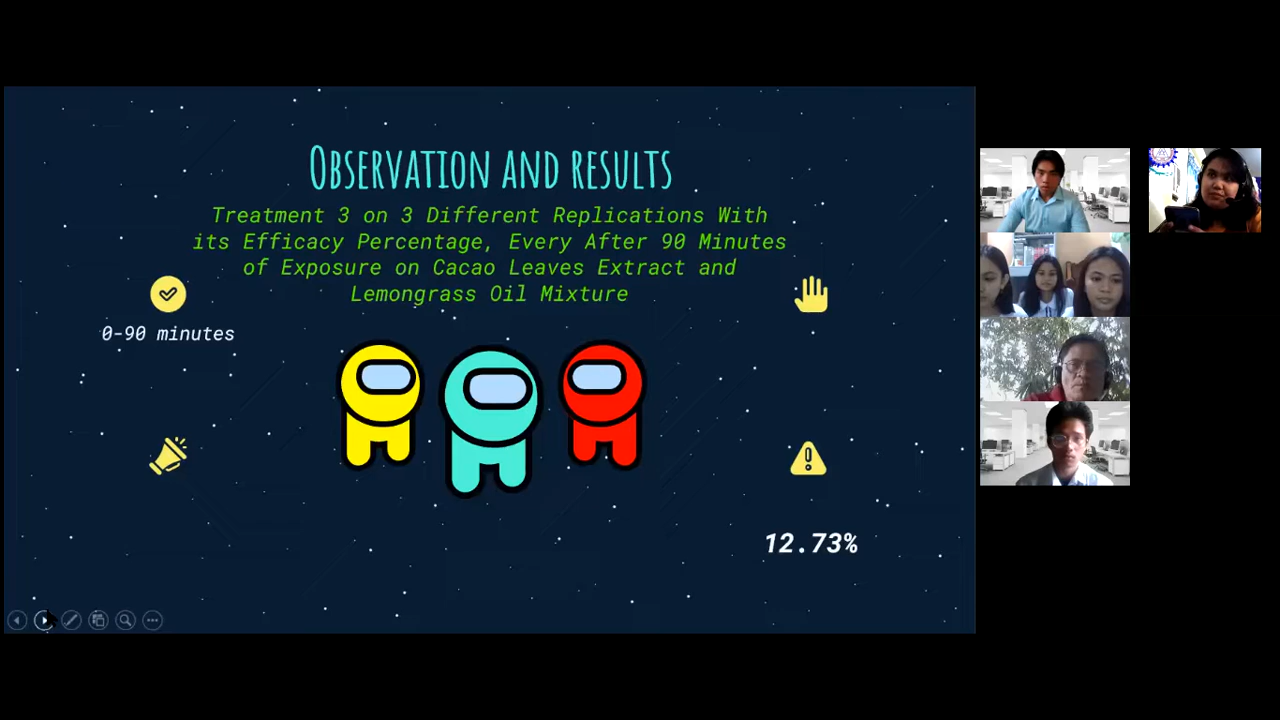 OBSERVATION AND RESULTS
Treatment 3 on 3 Different Replications With
its Efficacy Percentage, Every After 90 Minutes
of Exposure on Cacao Leaves Extract and
Lemongrass Oil Mixture
0-90 minutes
12.73%